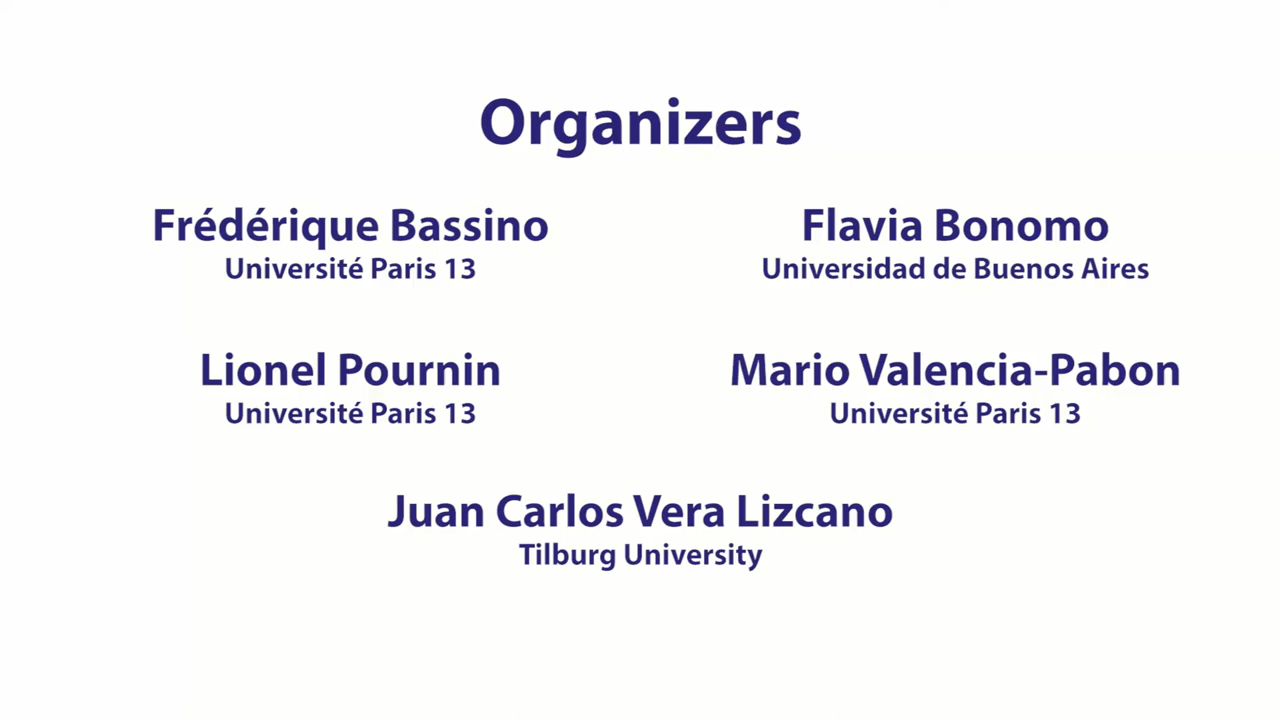 Organizers
Frédérique Bassino
Université Paris 13
Flavia Bonomo
Universidad de Buenos Aires
Lionel Pournin
Université Paris 13
Mario Valencia-Pabon
Université Paris 13
Juan Carlos Vera Lizcano
Tilburg University